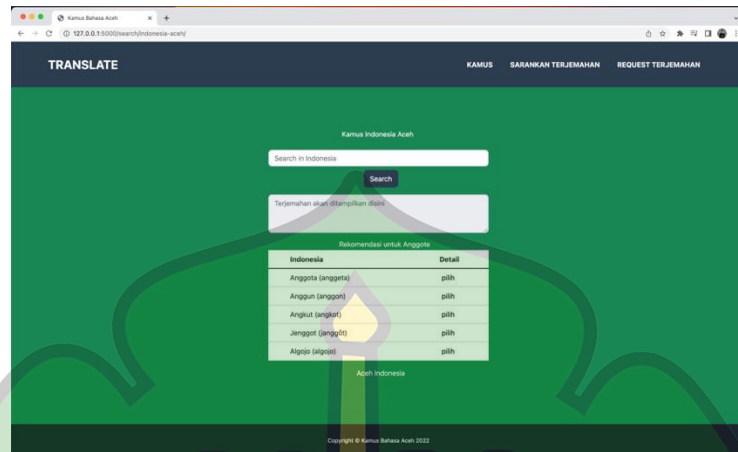 Kamus Bahasa Aceh
127.0.0.1:5000/search/indonesia-aceh/
TRANSLATE
KAMUS SARANKAN TERJEMAHAN REQUEST TERJEMAHAN
Kamus Indonesia Aceh
Search in Indonesia
Search
Terjemahan akan ditampilkan disini
Rekomendasi untuk Anggote
Indonesia Detail
Anggota (anggeta) pilih
Anggun (anggon) pilih
Angkut (angkot) pilih
Jenggot (janggôt) pilih
Algojo (algojo) pilih
Aceh Indonesia
Copyright © Kamus Bahasa Aceh 2022